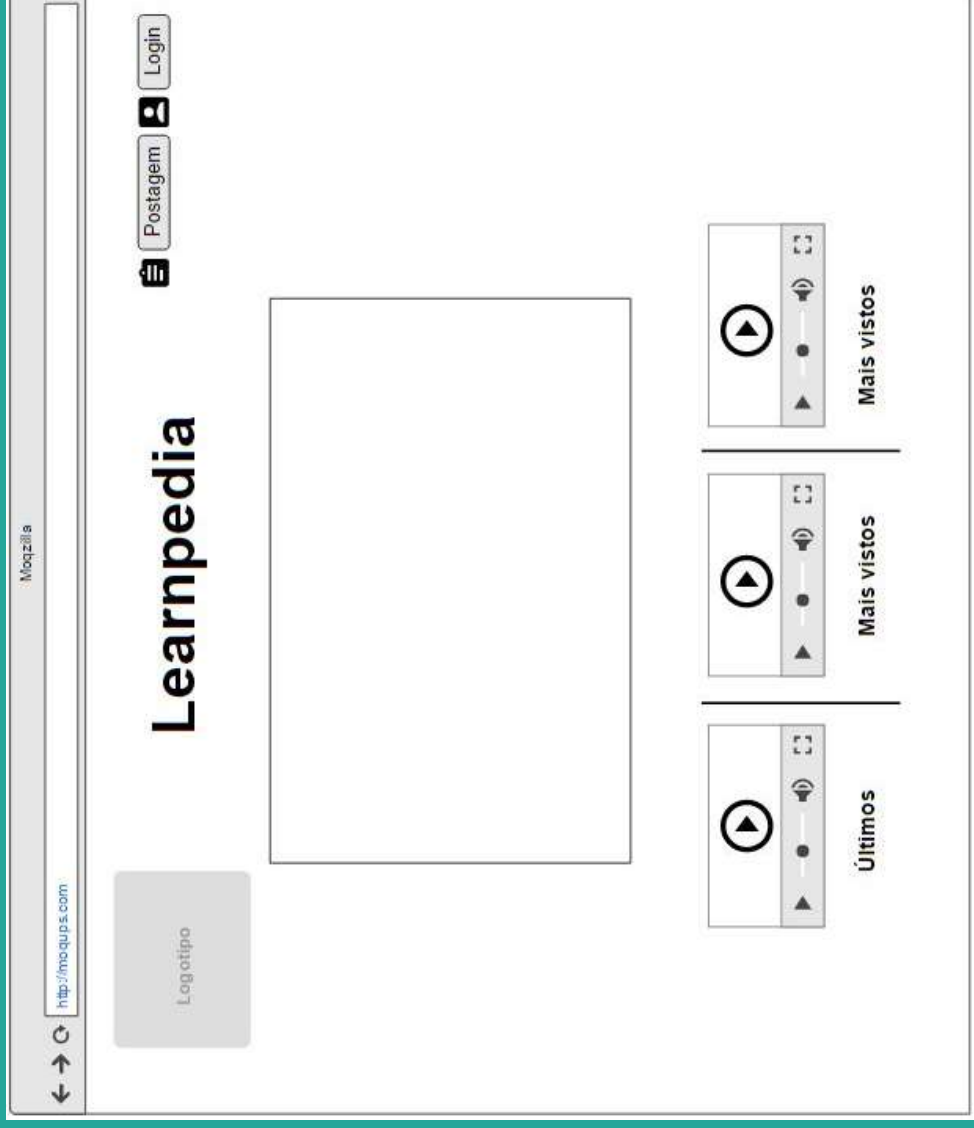 Moqzilla
http://moqups.com
Logotipo
Learnpedia
Postagem
Login
Últimos
Mais vistos
Mais vistos